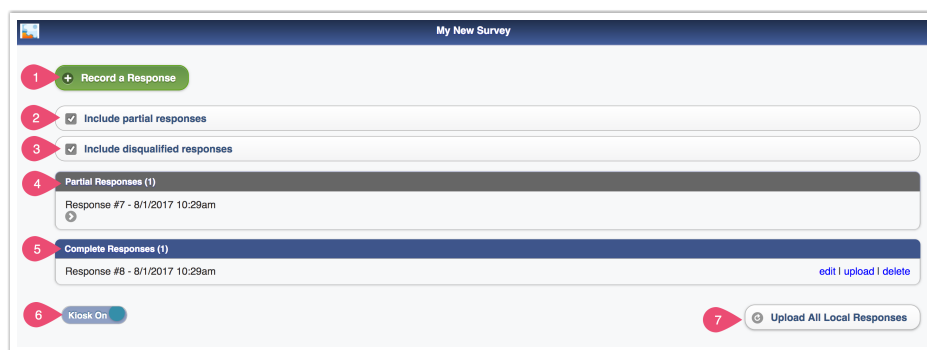 My New Survey
1 Record a Response
2 Include partial responses
3 Include disqualified responses
4 Partial Responses (1)
Response #7 - 8/1/2017 10:29am
5 Complete Responses (1)
Response #8 - 8/1/2017 10:29am edit | upload | delete
6 Kiosk On
7 Upload All Local Responses